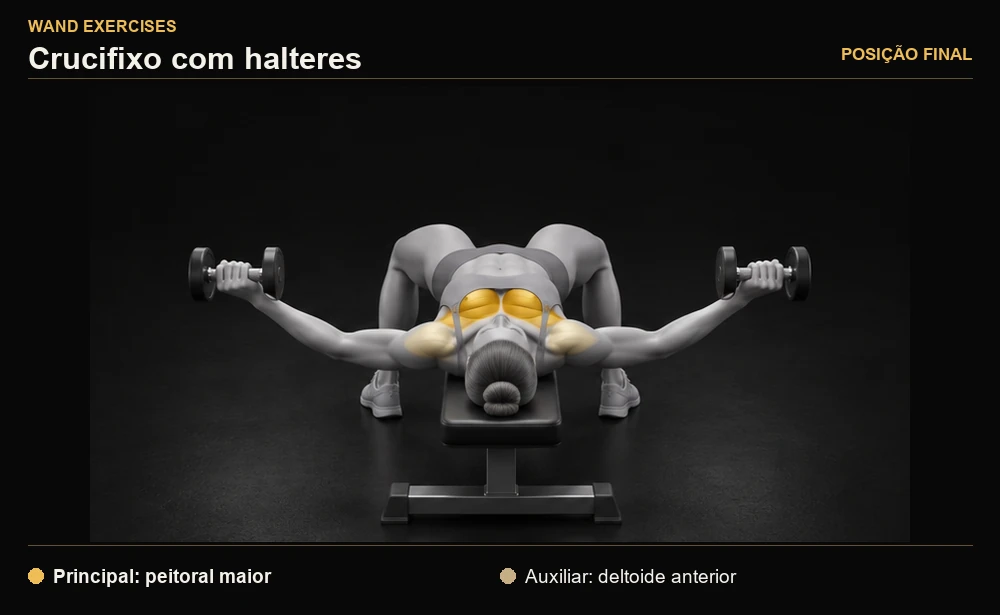 WAND EXERCISES
Crucifixo com halteres
POSIÇÃO FINAL
Principal: peitoral maior
Auxiliar: deltoide anterior